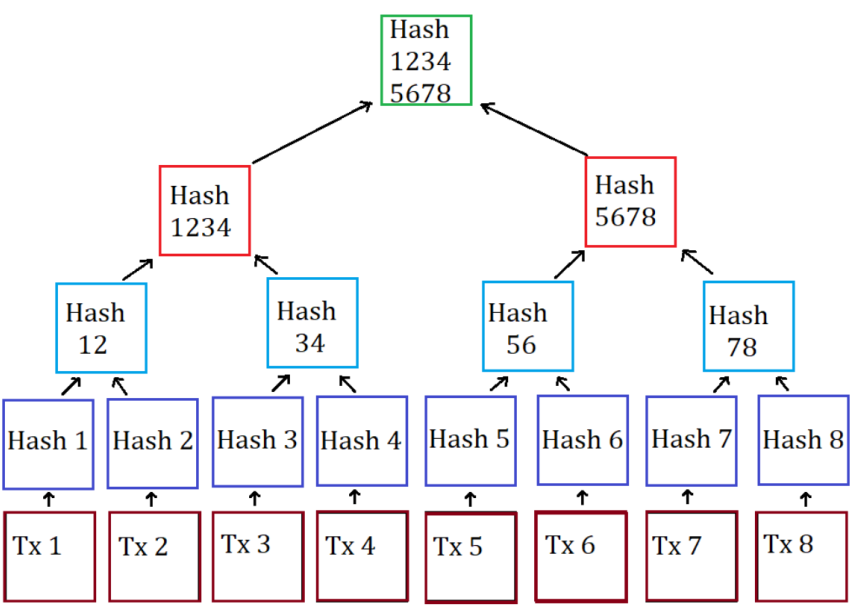 Hash
1234
5678
Hash
1234
Hash
5678
Hash
12
Hash
34
Hash
56
Hash
78
Hash 1
Hash 2
Hash 3
Hash 4
Hash 5
Hash 6
Hash 7
Hash 8
Tx 1
Tx 2
Tx 3
Tx 4
Tx 5
Tx 6
Tx 7
Tx 8